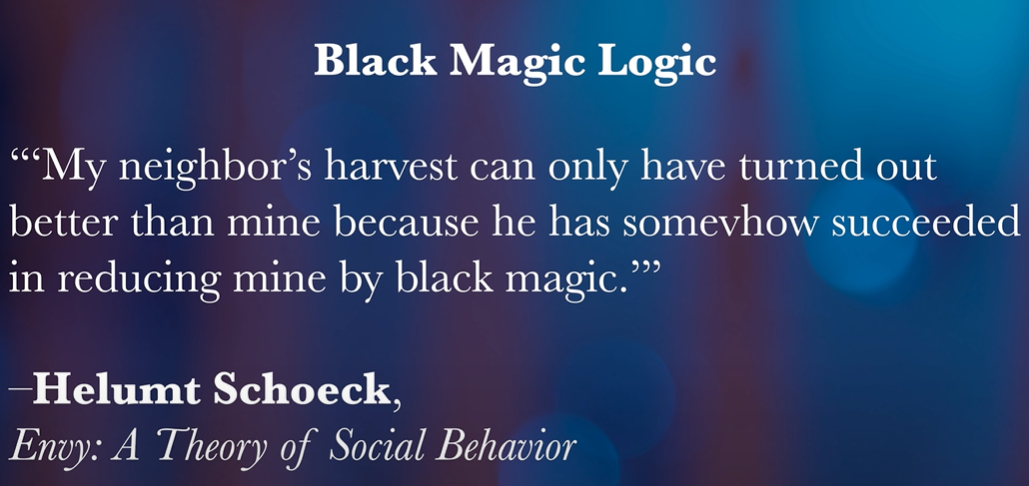 Black Magic Logic
“‘“My neighbor’s harvest can only have turned out
better than mine because he has somevhow succeeded
in reducing mine by black magic.’”
–Helumt Schoeck,
Envy: A Theory of Social Behavior